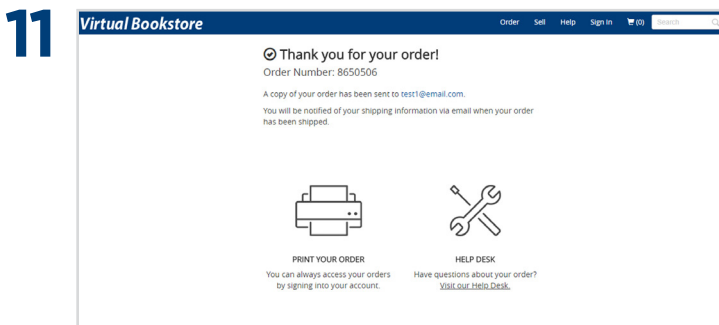 11
Virtual Bookstore
Order Sell Help Sign In (0) Search
Thank you for your order!
Order Number: 8650506
A copy of your order has been sent to test1@email.com.
You will be notified of your shipping information via email when your order
has been shipped.
PRINT YOUR ORDER
You can always access your orders
by signing into your account.
HELP DESK
Have questions about your order?
Visit our Help Desk.